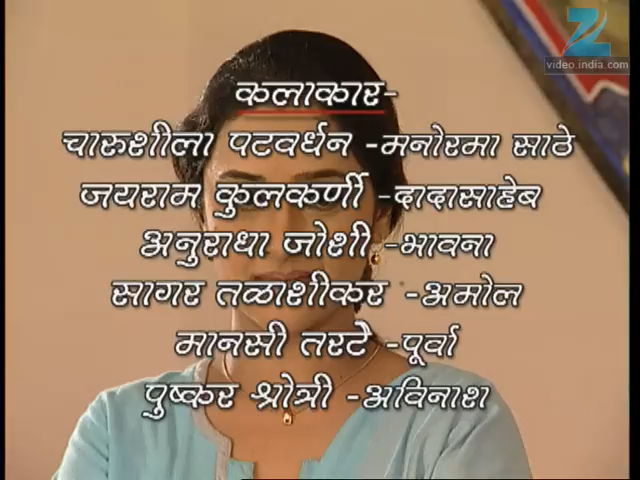 Z
video.india.com
कलाकार-
चारुशीला पटवर्धन -मनोरमा साठे
जयराम कुलकर्णी -दादासाहेब
अनुराधा जोशी -भावना
सागर तळाशीकर -अमोल
मानसी तरटे -पूर्वा
पुष्कर श्रोत्री -अविनाश